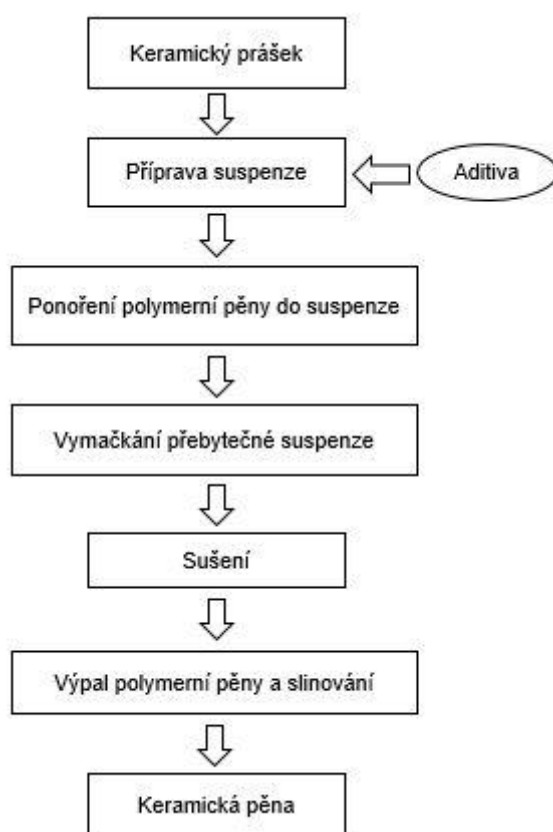 Keramický prášek
Příprava suspenze
Aditiva
Ponoření polymerní pěny do suspenze
Vymačkání přebytečné suspenze
Sušení
Výpal polymerní pěny a slinování
Keramická pěna